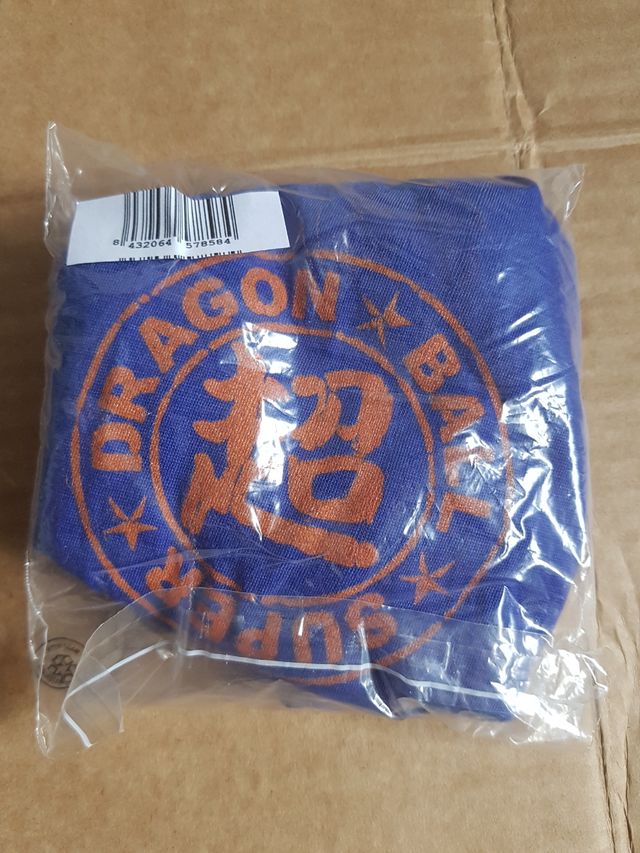 8 432064 578584
DRAGON ★ BALL ★ SUPER ★
超